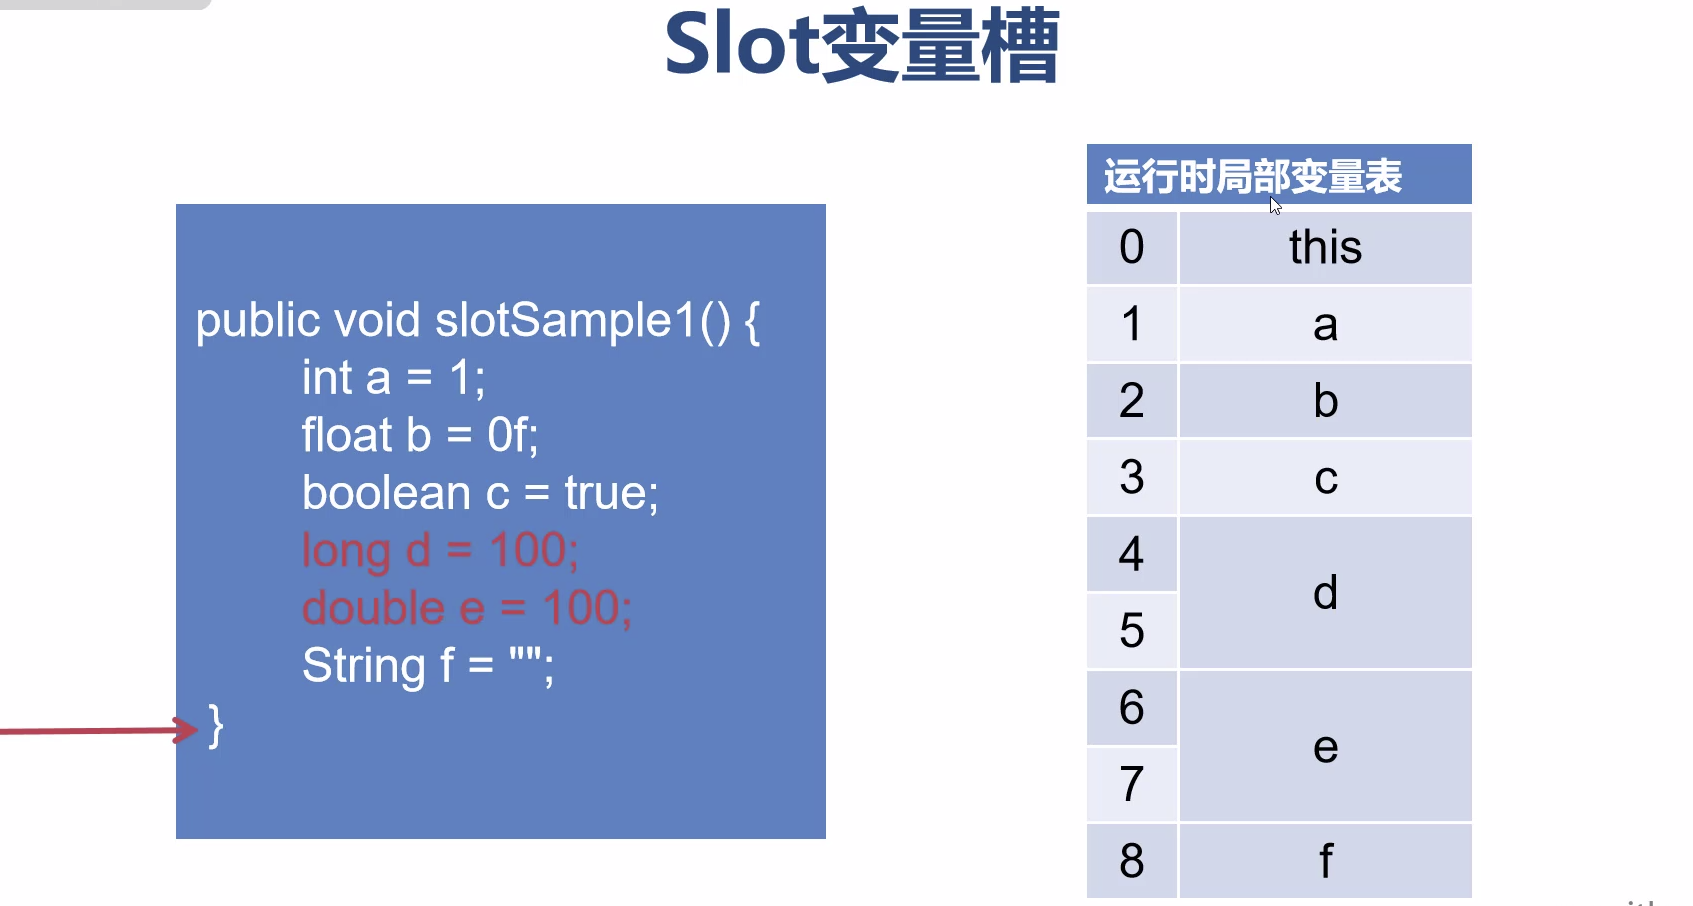 Slot变量槽
public void slotSample1() {
int a = 1;
float b = 0f;
boolean c = true;
long d = 100;
double e = 100;
String f = "";
}
运行时局部变量表
0 this
1 a
2 b
3 c
4 d
5
6 e
7
8 f